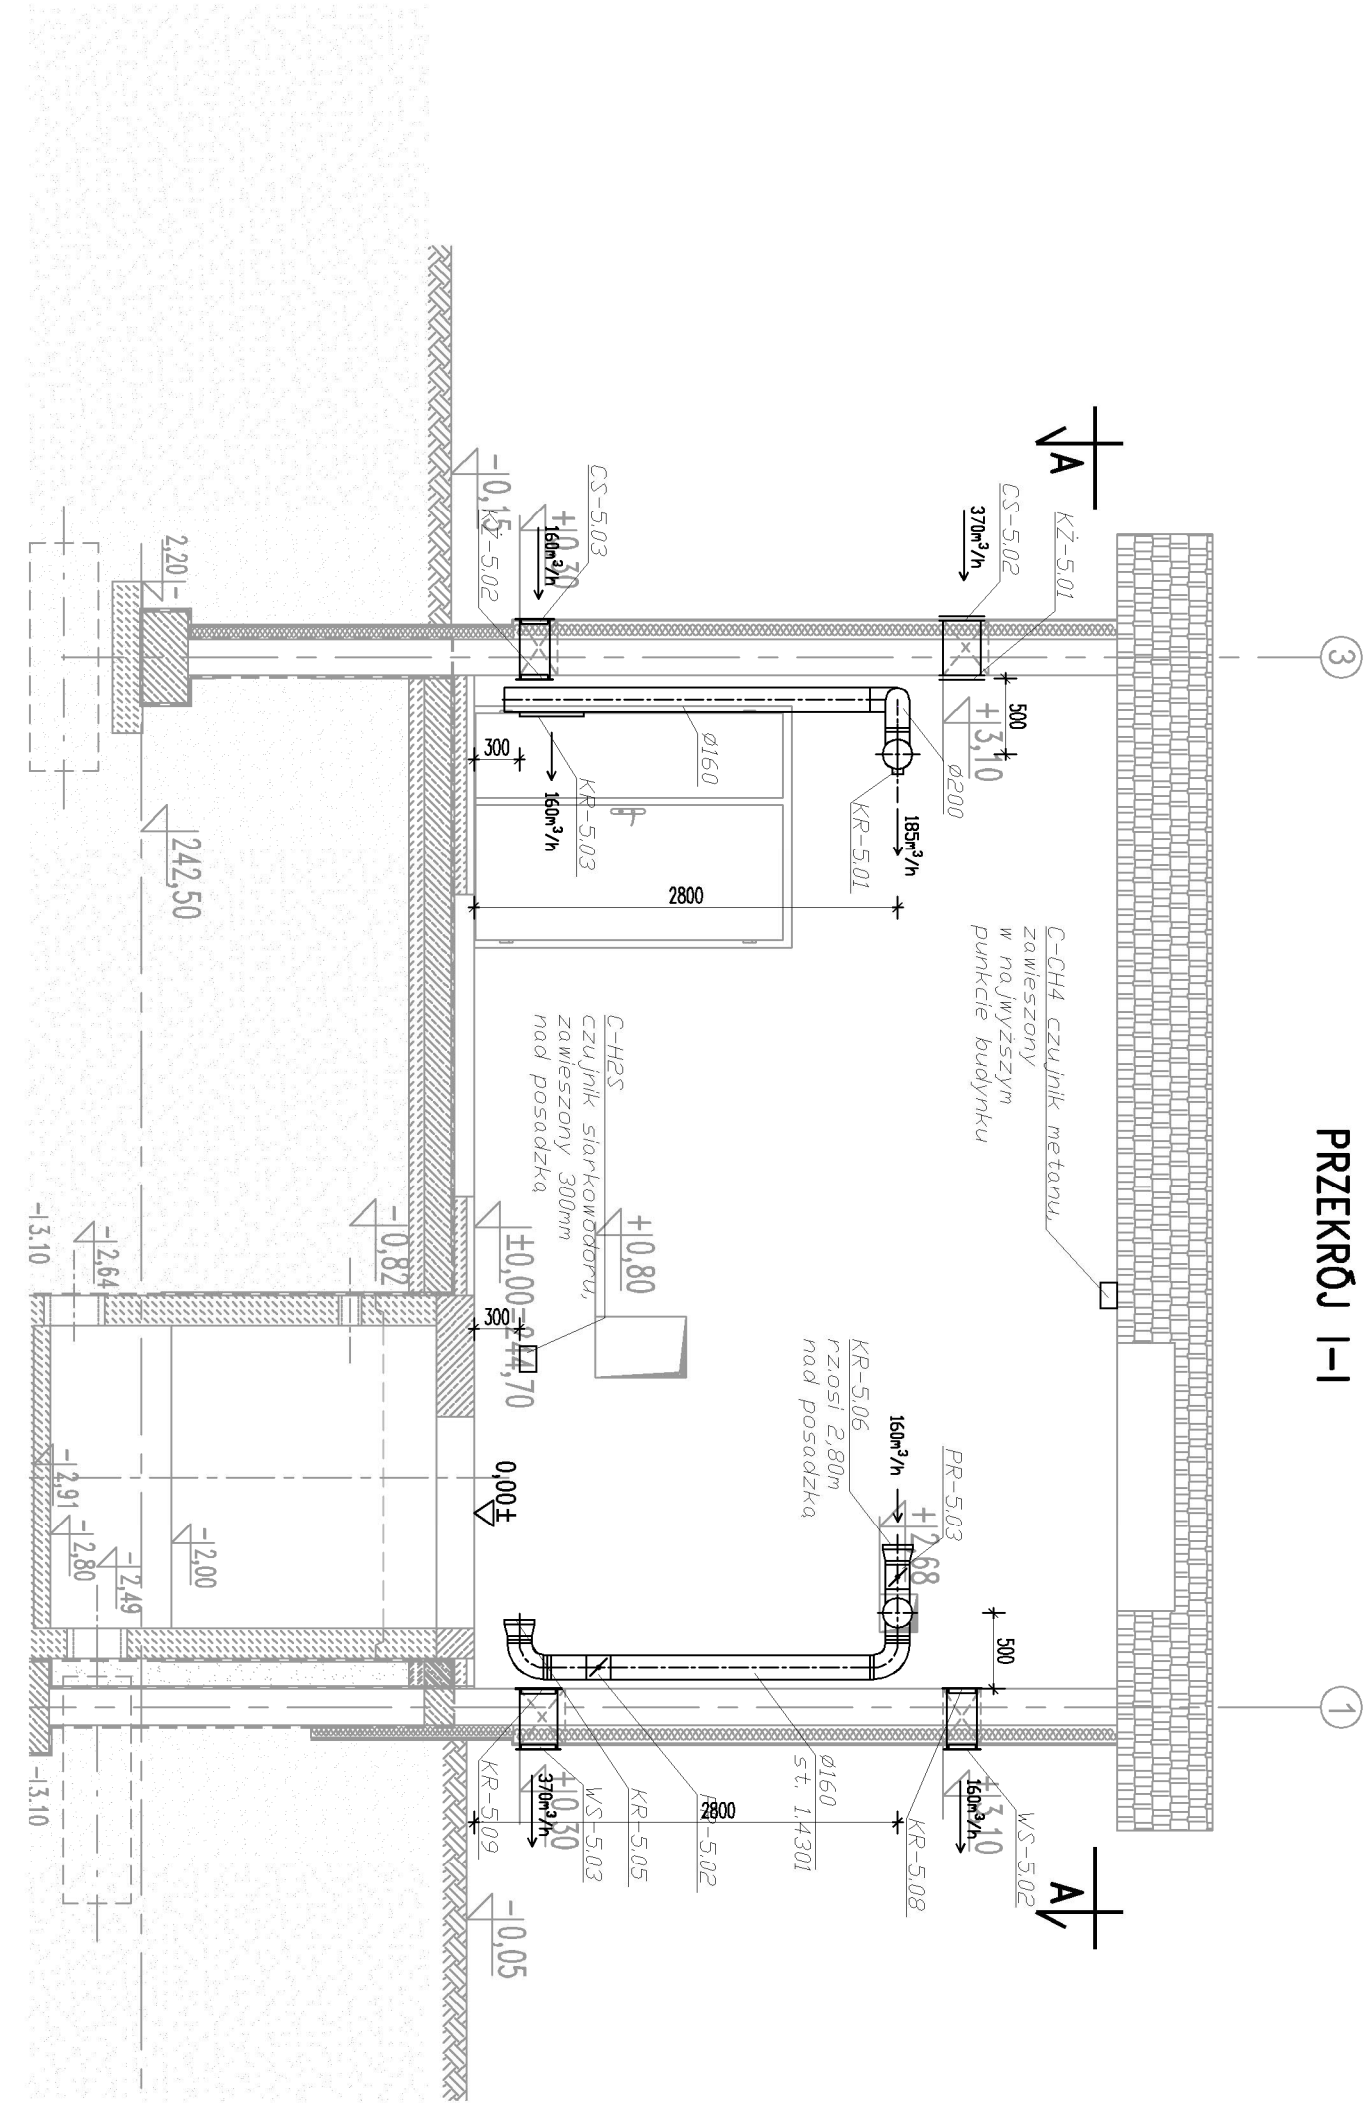 PRZEKRÓJ I-I
3
1
A
A
KŻ-5.01
CS-5.02
370m³/h
+3,10
500
Ø200
185m³/h
KR-5.01
CS-5.03
+0,30
160m³/h
KŻ-5.02
-0,15
Ø160
300
160m³/h
KR-5.03
2800
C-CH4 czujnik metanu,
zawieszony
w najwyższym
punkcie budynku
C-H2S
czujnik siarkowodoru,
zawieszony 300mm
nad posadzką
+0,80
±0,00=244,70
300
KR-5.06
rz.osi 2,80m
nad posadzką
160m³/h
PR-5.03
+2,68
500
0,00±
Ø160
st. 1.4301
2800
KR-5.08
WS-5.02
+3,10
160m³/h
-5.02
KR-5.05
WS-5.03
+0,30
370m³/h
KR-5.09
-0,05
2,20-
242,50
-0,82
-2,64
-3.10
-2,91
-2,80
-2,49
-2,00
-3.10